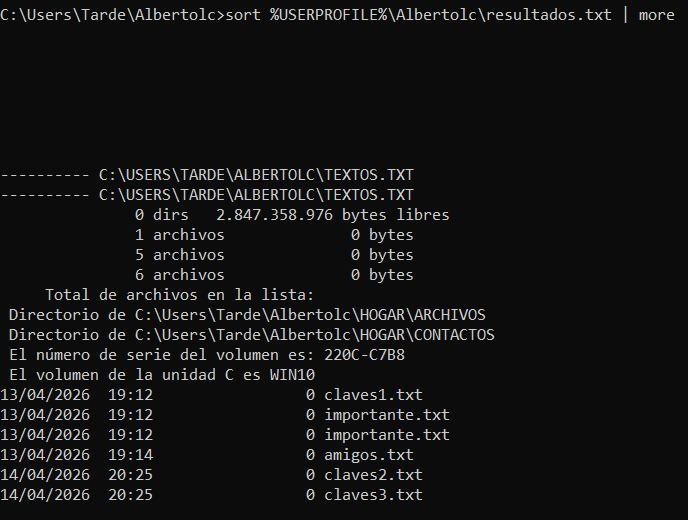 C:\Users\Tarde\Albertolc>sort %USERPROFILE%\Albertolc\resultados.txt | more
---------- C:\USERS\TARDE\ALBERTOLC\TEXTOS.TXT
---------- C:\USERS\TARDE\ALBERTOLC\TEXTOS.TXT
               0 dirs   2.847.358.976 bytes libres
               1 archivos              0 bytes
               5 archivos              0 bytes
               6 archivos              0 bytes
     Total de archivos en la lista:
 Directorio de C:\Users\Tarde\Albertolc\HOGAR\ARCHIVOS
 Directorio de C:\Users\Tarde\Albertolc\HOGAR\CONTACTOS
 El número de serie del volumen es: 220C-C7B8
 El volumen de la unidad C es WIN10
13/04/2026  19:12                 0 claves1.txt
13/04/2026  19:12                 0 importante.txt
13/04/2026  19:12                 0 importante.txt
13/04/2026  19:14                 0 amigos.txt
14/04/2026  20:25                 0 claves2.txt
14/04/2026  20:25                 0 claves3.txt